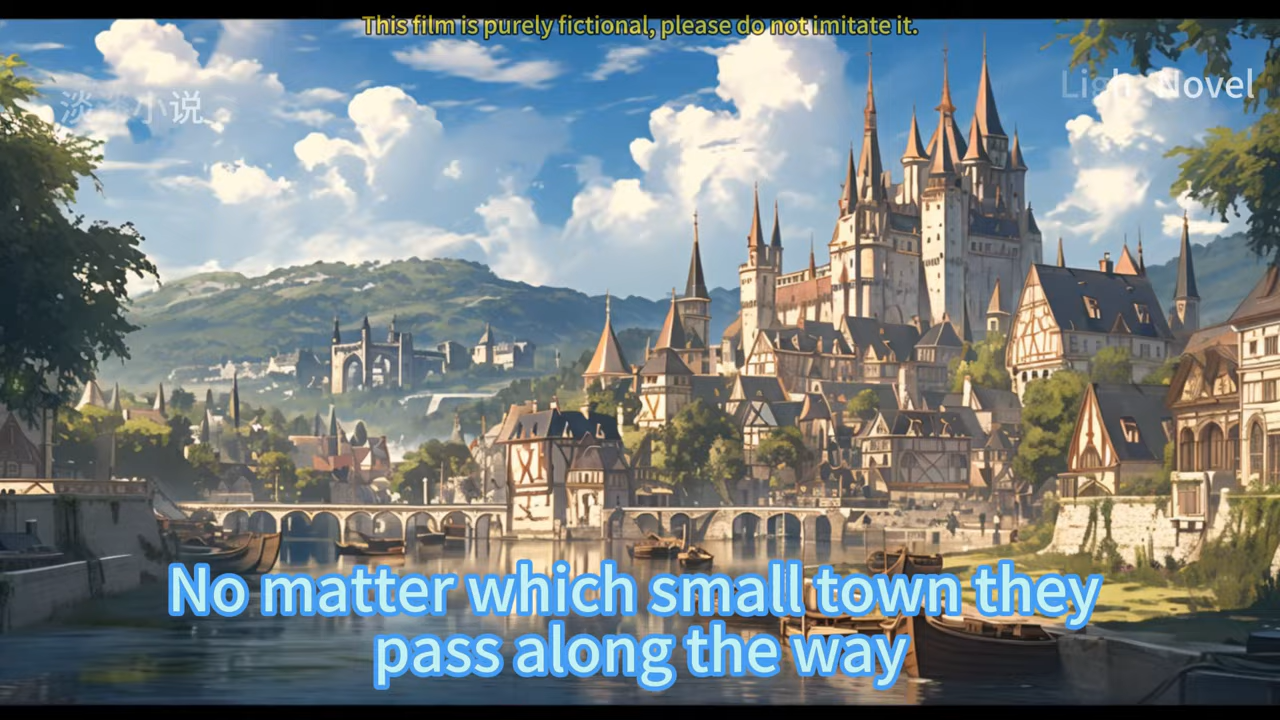 This film is purely fictional, please do not imitate it.
Light Novel
小说
No matter which small town they
pass along the way